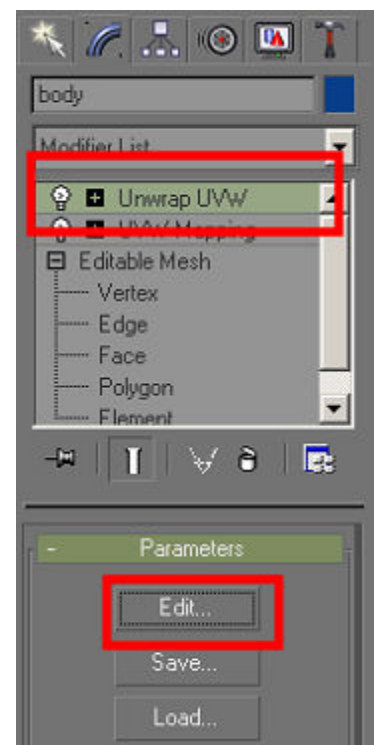 body
Modifier List
Unwrap UVW
UVW Mapping
Editable Mesh
Vertex
Edge
Face
Polygon
Element
- Parameters
Edit...
Save...
Load...